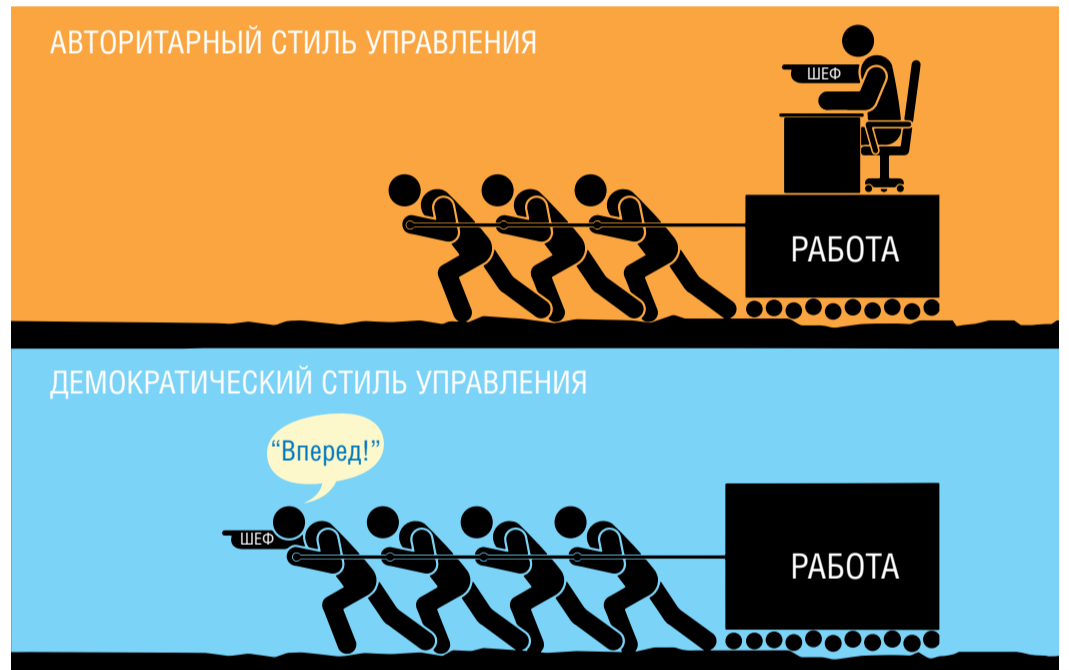 АВТОРИТАРНЫЙ СТИЛЬ УПРАВЛЕНИЯ
ШЕФ
РАБОТА
ДЕМОКРАТИЧЕСКИЙ СТИЛЬ УПРАВЛЕНИЯ
“Вперед!”
ШЕФ
РАБОТА